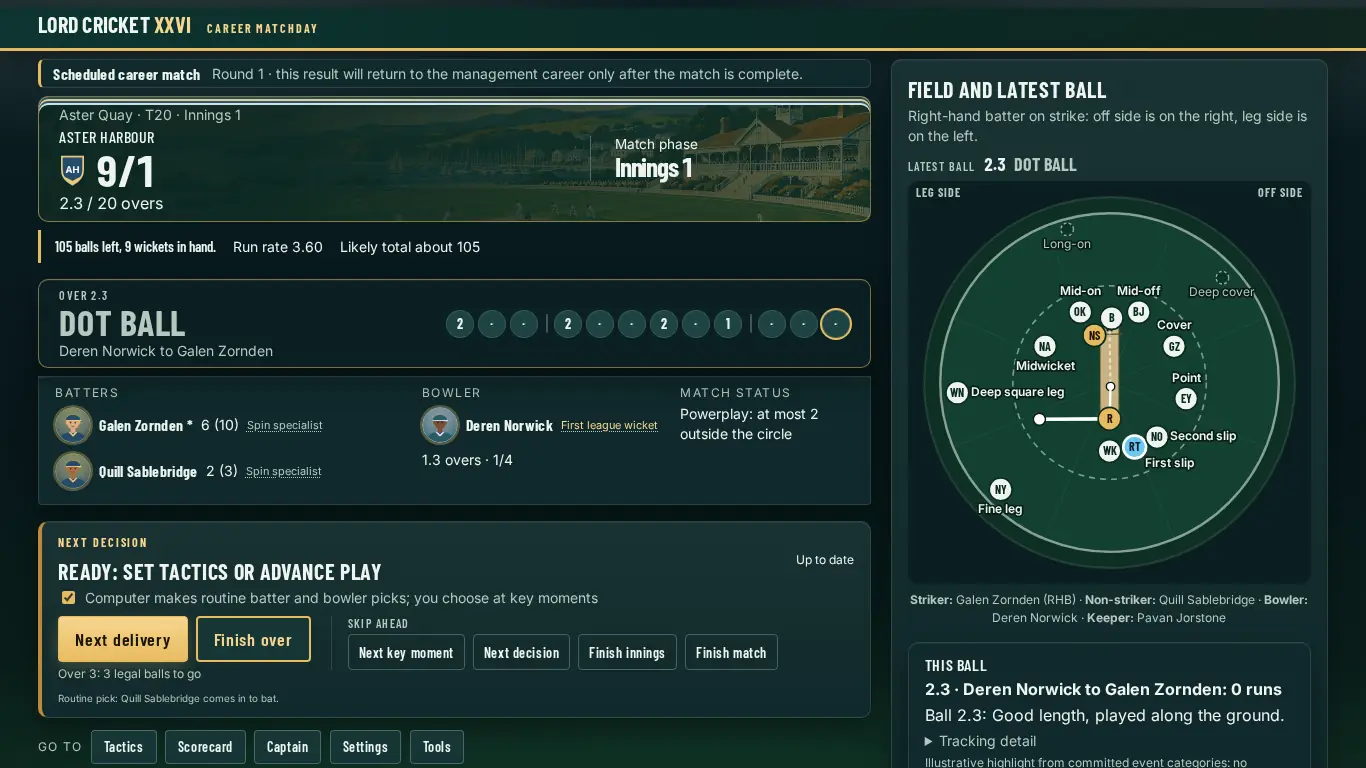 LORD CRICKET XXVI CAREER MATCHDAY
Scheduled career match Round 1 · this result will return to the management career only after the match is complete.
Aster Quay · T20 · Innings 1
ASTER HARBOUR
AH 9/1
2.3 / 20 overs
Match phase
Innings 1
105 balls left, 9 wickets in hand. Run rate 3.60 Likely total about 105
OVER 2.3
DOT BALL
Deren Norwick to Galen Zornden
2 · · | 2 · · 2 · 1 | · · ·
BATTERS
Galen Zornden * 6 (10) Spin specialist
Quill Sablebridge 2 (3) Spin specialist
BOWLER
Deren Norwick First league wicket
1.3 overs · 1/4
MATCH STATUS
Powerplay: at most 2
outside the circle
NEXT DECISION
READY: SET TACTICS OR ADVANCE PLAY
Up to date
Computer makes routine batter and bowler picks; you choose at key moments
Next delivery Finish over
SKIP AHEAD
Next key moment Next decision Finish innings Finish match
Over 3: 3 legal balls to go
Routine pick: Quill Sablebridge comes in to bat.
GO TO Tactics Scorecard Captain Settings Tools
FIELD AND LATEST BALL
Right-hand batter on strike: off side is on the right, leg side is
on the left.
LATEST BALL 2.3 DOT BALL
LEG SIDE OFF SIDE
Long-on
Deep cover
Mid-on Mid-off
OK B BJ
NS
Cover
NA GZ
Midwicket
Point
WN Deep square leg
EY
R
WK RT NO Second slip
First slip
NY
Fine leg
Striker: Galen Zornden (RHB) · Non-striker: Quill Sablebridge · Bowler:
Deren Norwick · Keeper: Pavan Jorstone
THIS BALL
2.3 · Deren Norwick to Galen Zornden: 0 runs
Ball 2.3: Good length, played along the ground.
▶ Tracking detail
Illustrative highlight from committed event categories: no